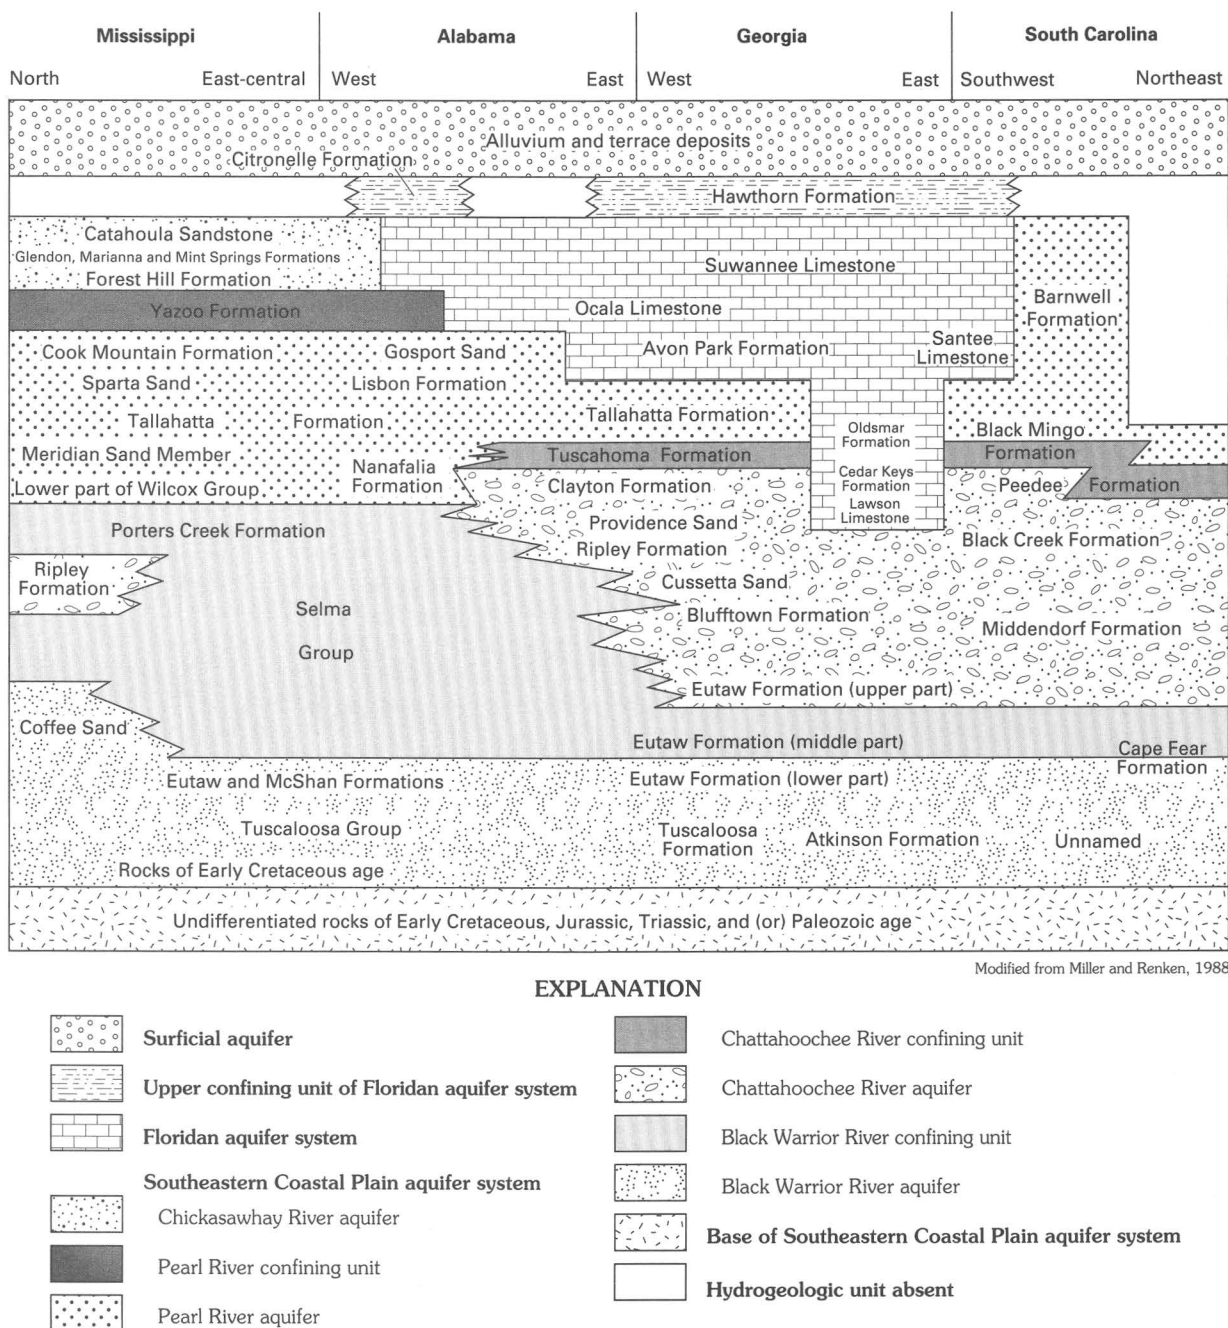 Mississippi Alabama Georgia South Carolina
North East-central West East West East Southwest Northeast
Alluvium and terrace deposits
Citronelle Formation
Hawthorn Formation
Catahoula Sandstone
Glendon, Marianna and Mint Springs Formations
Forest Hill Formation
Suwannee Limestone
Yazoo Formation
Ocala Limestone
Barnwell
Formation
Cook Mountain Formation
Gosport Sand
Avon Park Formation
Santee
Limestone
Sparta Sand
Lisbon Formation
Tallahatta Formation
Tallahatta Formation
Oldsmar
Formation
Black Mingo
Formation
Meridian Sand Member
Nanafalia
Formation
Tuscahoma Formation
Cedar Keys
Formation
Lower part of Wilcox Group
Clayton Formation
Peedee Formation
Lawson
Limestone
Porters Creek Formation
Providence Sand
Black Creek Formation
Ripley Formation
Ripley
Formation
Cussetta Sand
Selma
Group
Blufftown Formation
Middendorf Formation
Eutaw Formation (upper part)
Coffee Sand
Eutaw Formation (middle part)
Cape Fear
Formation
Eutaw and McShan Formations
Eutaw Formation (lower part)
Tuscaloosa Group
Tuscaloosa
Formation
Atkinson Formation
Unnamed
Rocks of Early Cretaceous age
Undifferentiated rocks of Early Cretaceous, Jurassic, Triassic, and (or) Paleozoic age
Modified from Miller and Renken, 1988
EXPLANATION
Surficial aquifer
Upper confining unit of Floridan aquifer system
Floridan aquifer system
Southeastern Coastal Plain aquifer system
Chickasawhay River aquifer
Pearl River confining unit
Pearl River aquifer
Chattahoochee River confining unit
Chattahoochee River aquifer
Black Warrior River confining unit
Black Warrior River aquifer
Base of Southeastern Coastal Plain aquifer system
Hydrogeologic unit absent